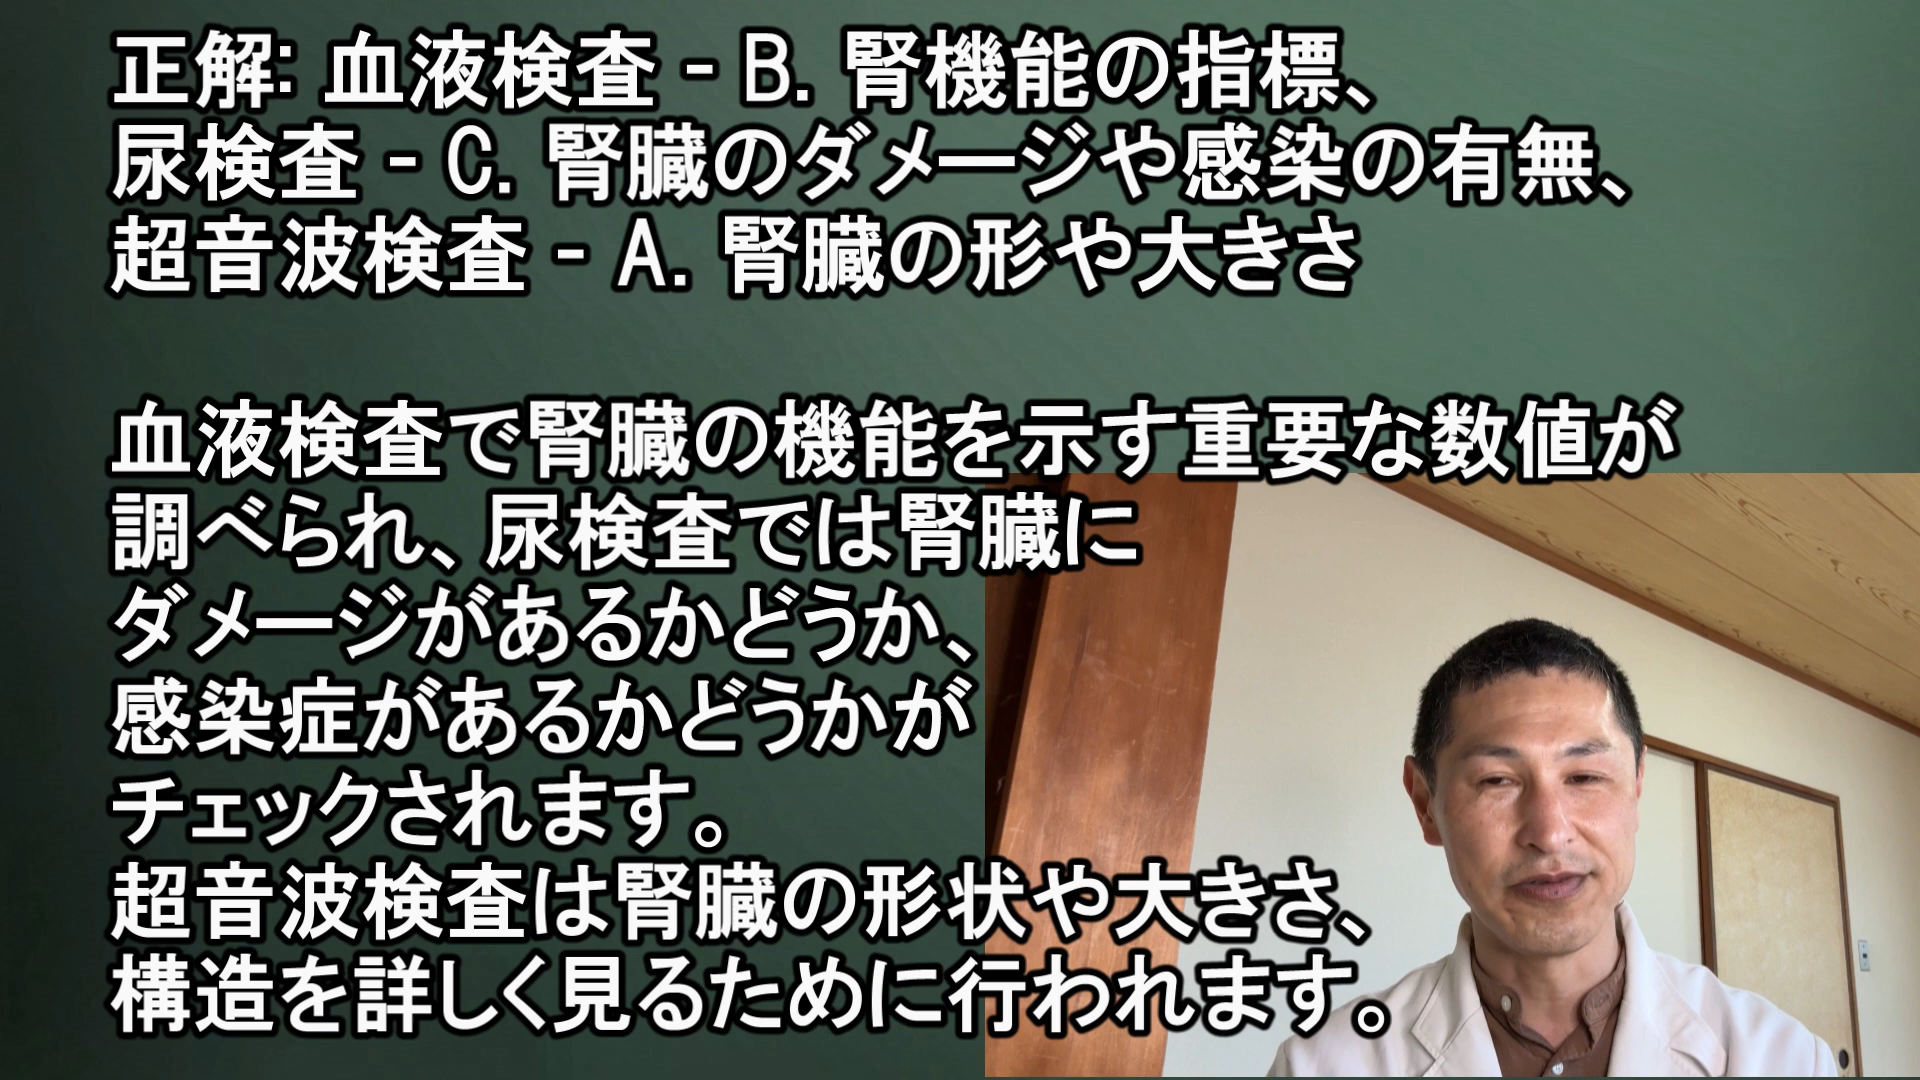 正解: 血液検査 - B. 腎機能の指標、
尿検査 - C. 腎臓のダメージや感染の有無、
超音波検査 - A. 腎臓の形や大きさ
血液検査で腎臓の機能を示す重要な数値が
調べられ、尿検査では腎臓に
ダメージがあるかどうか、
感染症があるかどうかが
チェックされます。
超音波検査は腎臓の形状や大きさ、
構造を詳しく見るために行われます。